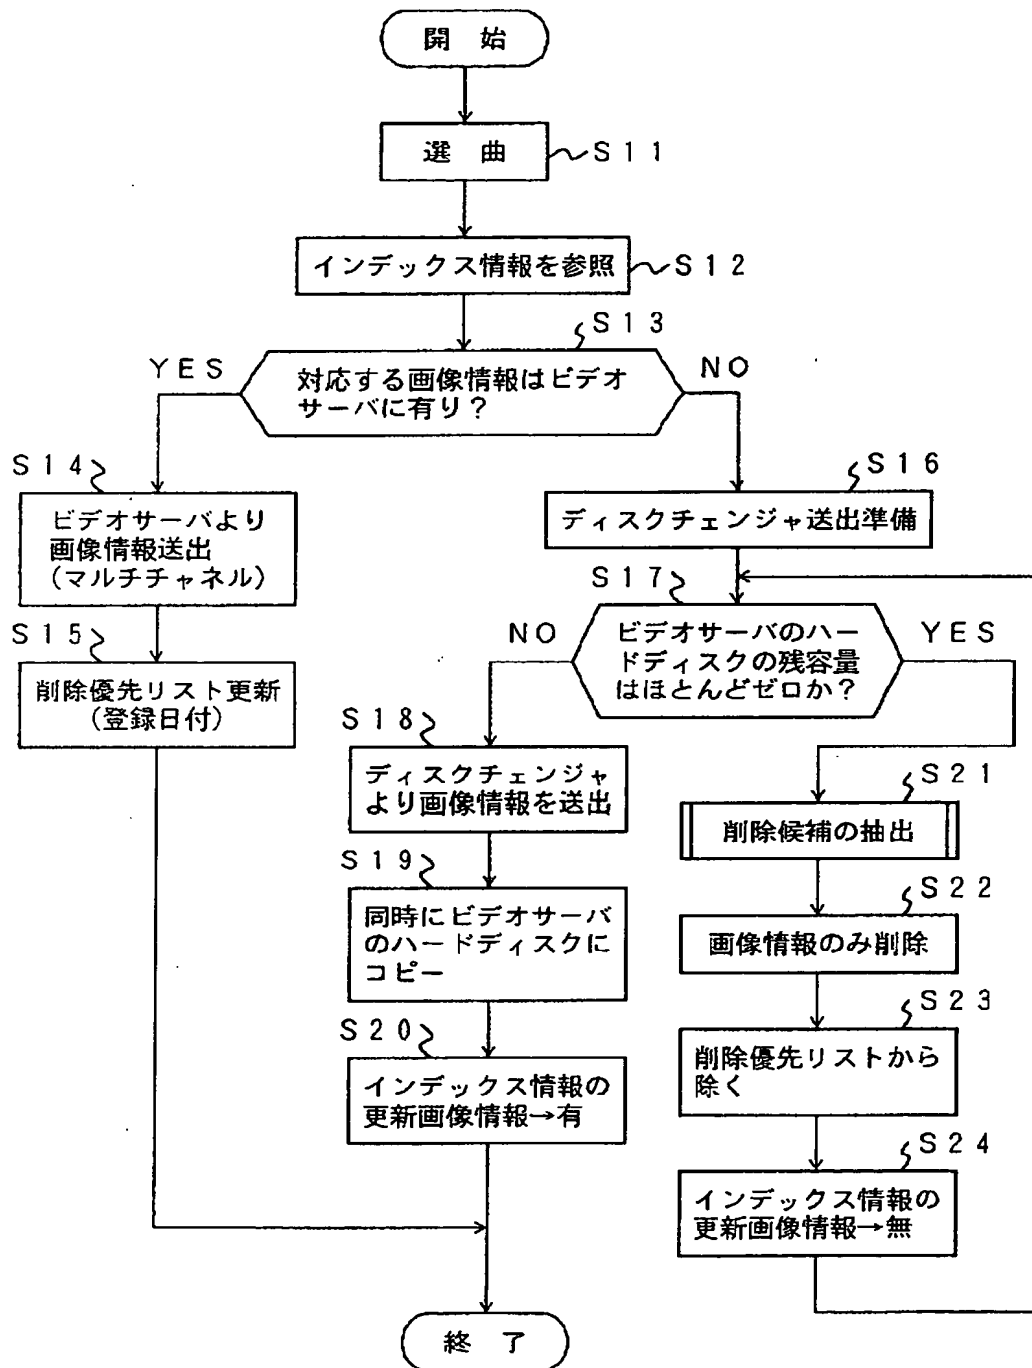 開 始
選 曲
S11
インデックス情報を参照
S12
S13
YES
対応する画像情報はビデオ
サーバに有り？
NO
S14
ビデオサーバより
画像情報送出
(マルチチャネル)
S15
削除優先リスト更新
(登録日付)
S16
ディスクチェンジャ送出準備
S17
NO
ビデオサーバのハー
ドディスクの残容量
はほとんどゼロか？
YES
S18
ディスクチェンジャ
より画像情報を送出
S19
同時にビデオサーバ
のハードディスクに
コピー
S20
インデックス情報の
更新画像情報→有
S21
削除候補の抽出
S22
画像情報のみ削除
S23
削除優先リストから
除く
S24
インデックス情報の
更新画像情報→無
終 了